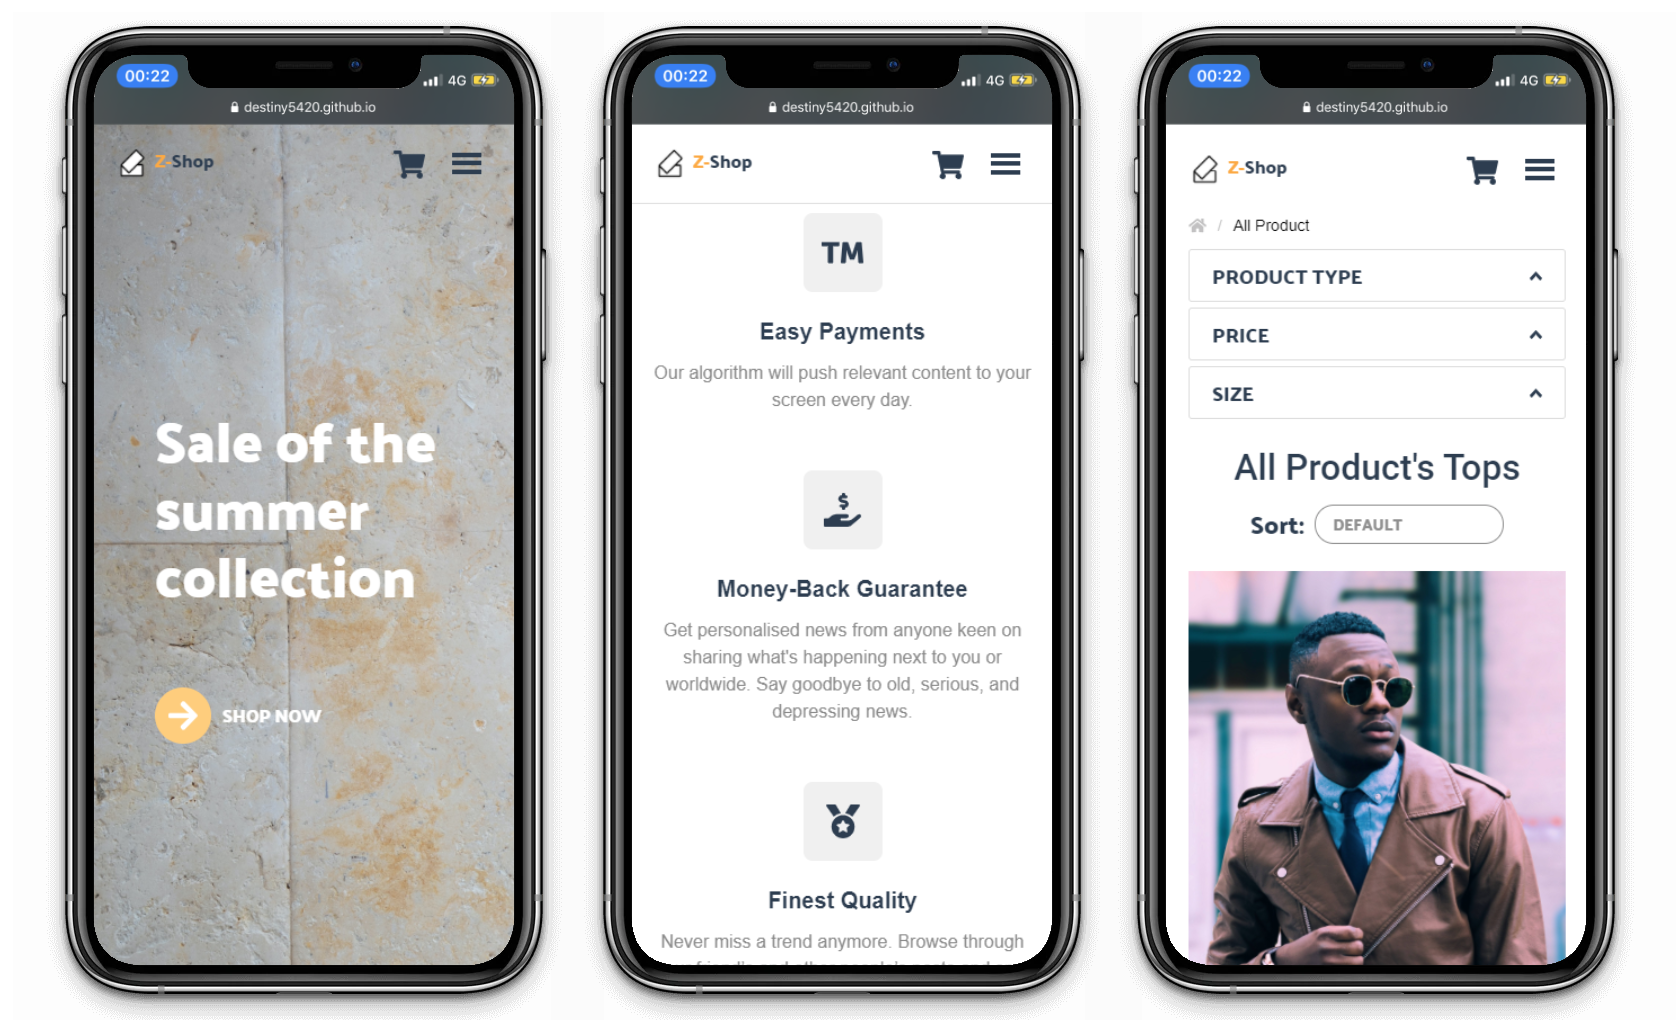 00:22
4G
destiny5420.github.io
Z-Shop
Sale of the
summer
collection
SHOP NOW
00:22
4G
destiny5420.github.io
Z-Shop
TM
Easy Payments
Our algorithm will push relevant content to your
screen every day.
$
Money-Back Guarantee
Get personalised news from anyone keen on
sharing what's happening next to you or
worldwide. Say goodbye to old, serious, and
depressing news.
Finest Quality
Never miss a trend anymore. Browse through
00:22
4G
destiny5420.github.io
Z-Shop
/ All Product
PRODUCT TYPE
PRICE
SIZE
All Product's Tops
Sort: DEFAULT